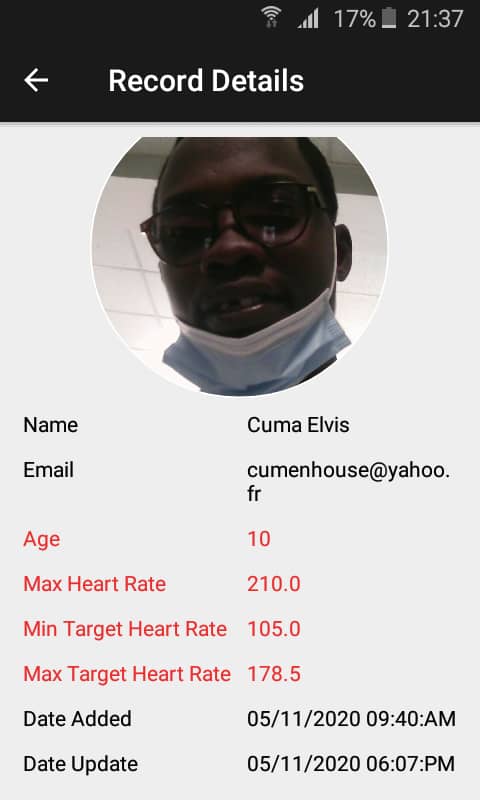 17% 21:37
Record Details
Name Cuma Elvis
Email cumenhouse@yahoo.
fr
Age 10
Max Heart Rate 210.0
Min Target Heart Rate 105.0
Max Target Heart Rate 178.5
Date Added 05/11/2020 09:40:AM
Date Update 05/11/2020 06:07:PM